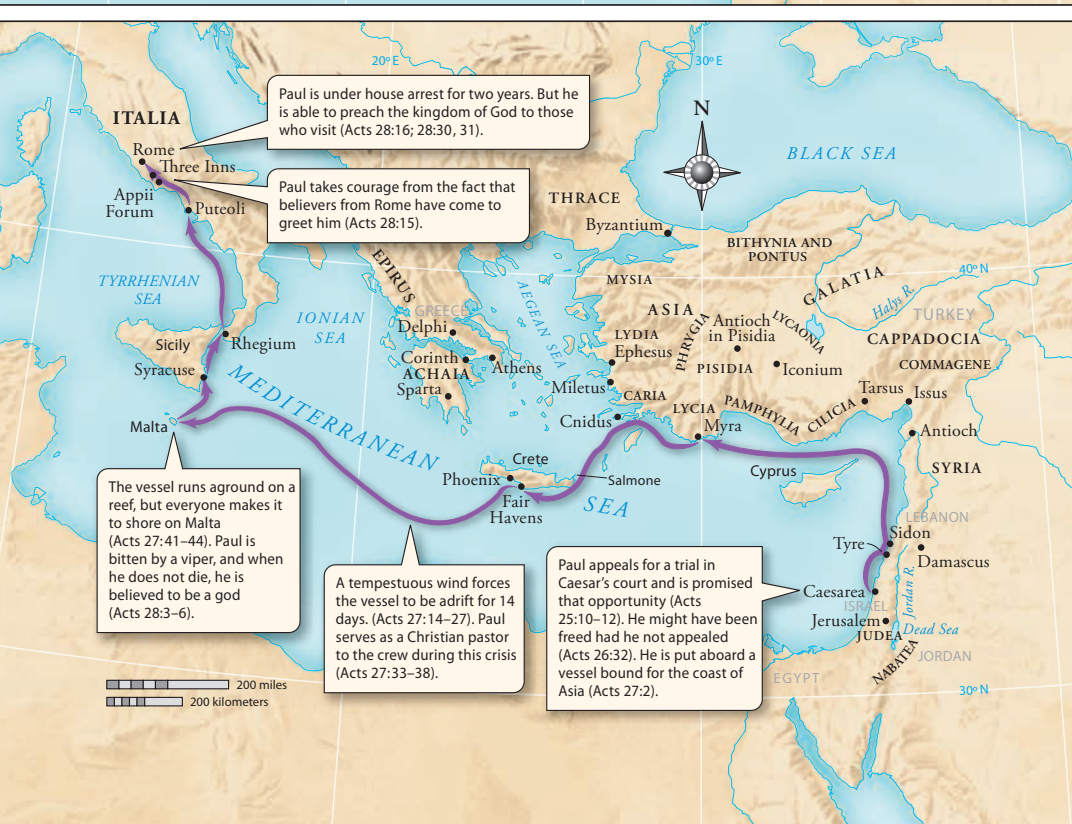 20º E
30º E
Paul is under house arrest for two years. But he
is able to preach the kingdom of God to those
who visit (Acts 28:16; 28:30, 31).
N
ITALIA
BLACK SEA
Rome
Three Inns
Paul takes courage from the fact that
believers from Rome have come to
greet him (Acts 28:15).
Appii
Forum
Puteoli
THRACE
Byzantium
BITHYNIA AND
PONTUS
TYRRHENIAN
SEA
EPIRUS
AEGEAN SEA
MYSIA
GALATIA
40º N
Halys R.
IONIAN
SEA
GREECE
Delphi
ASIA
PHRYGIA
Antioch
in Pisidia
LYCAONIA
TURKEY
CAPPADOCIA
Sicily
Rhegium
LYDIA
Ephesus
Corinth
ACHAIA
Athens
PISIDIA
Iconium
COMMAGENE
Syracuse
Sparta
Miletus
CARIA
Tarsus
Issus
MEDITERRANEAN
SEA
Malta
Cnidus
LYCIA
Myra
PAMPHYLIA
CILICIA
Antioch
Crete
Phoenix
Salmone
Fair
Havens
Cyprus
SYRIA
The vessel runs aground on a
reef, but everyone makes it
to shore on Malta
(Acts 27:41–44). Paul is
bitten by a viper, and when
he does not die, he is
believed to be a god
(Acts 28:3–6).
LEBANON
Sidon
Tyre
Damascus
A tempestuous wind forces
the vessel to be adrift for 14
days. (Acts 27:14–27). Paul
serves as a Christian pastor
to the crew during this crisis
(Acts 27:33–38).
Paul appeals for a trial in
Caesar’s court and is promised
that opportunity (Acts
25:10–12). He might have been
freed had he not appealed
(Acts 26:32). He is put aboard a
vessel bound for the coast of
Asia (Acts 27:2).
Caesarea
Jordan R.
ISRAEL
Jerusalem
JUDEA
Dead Sea
NABATEA
JORDAN
EGYPT
30º N
200 miles
200 kilometers